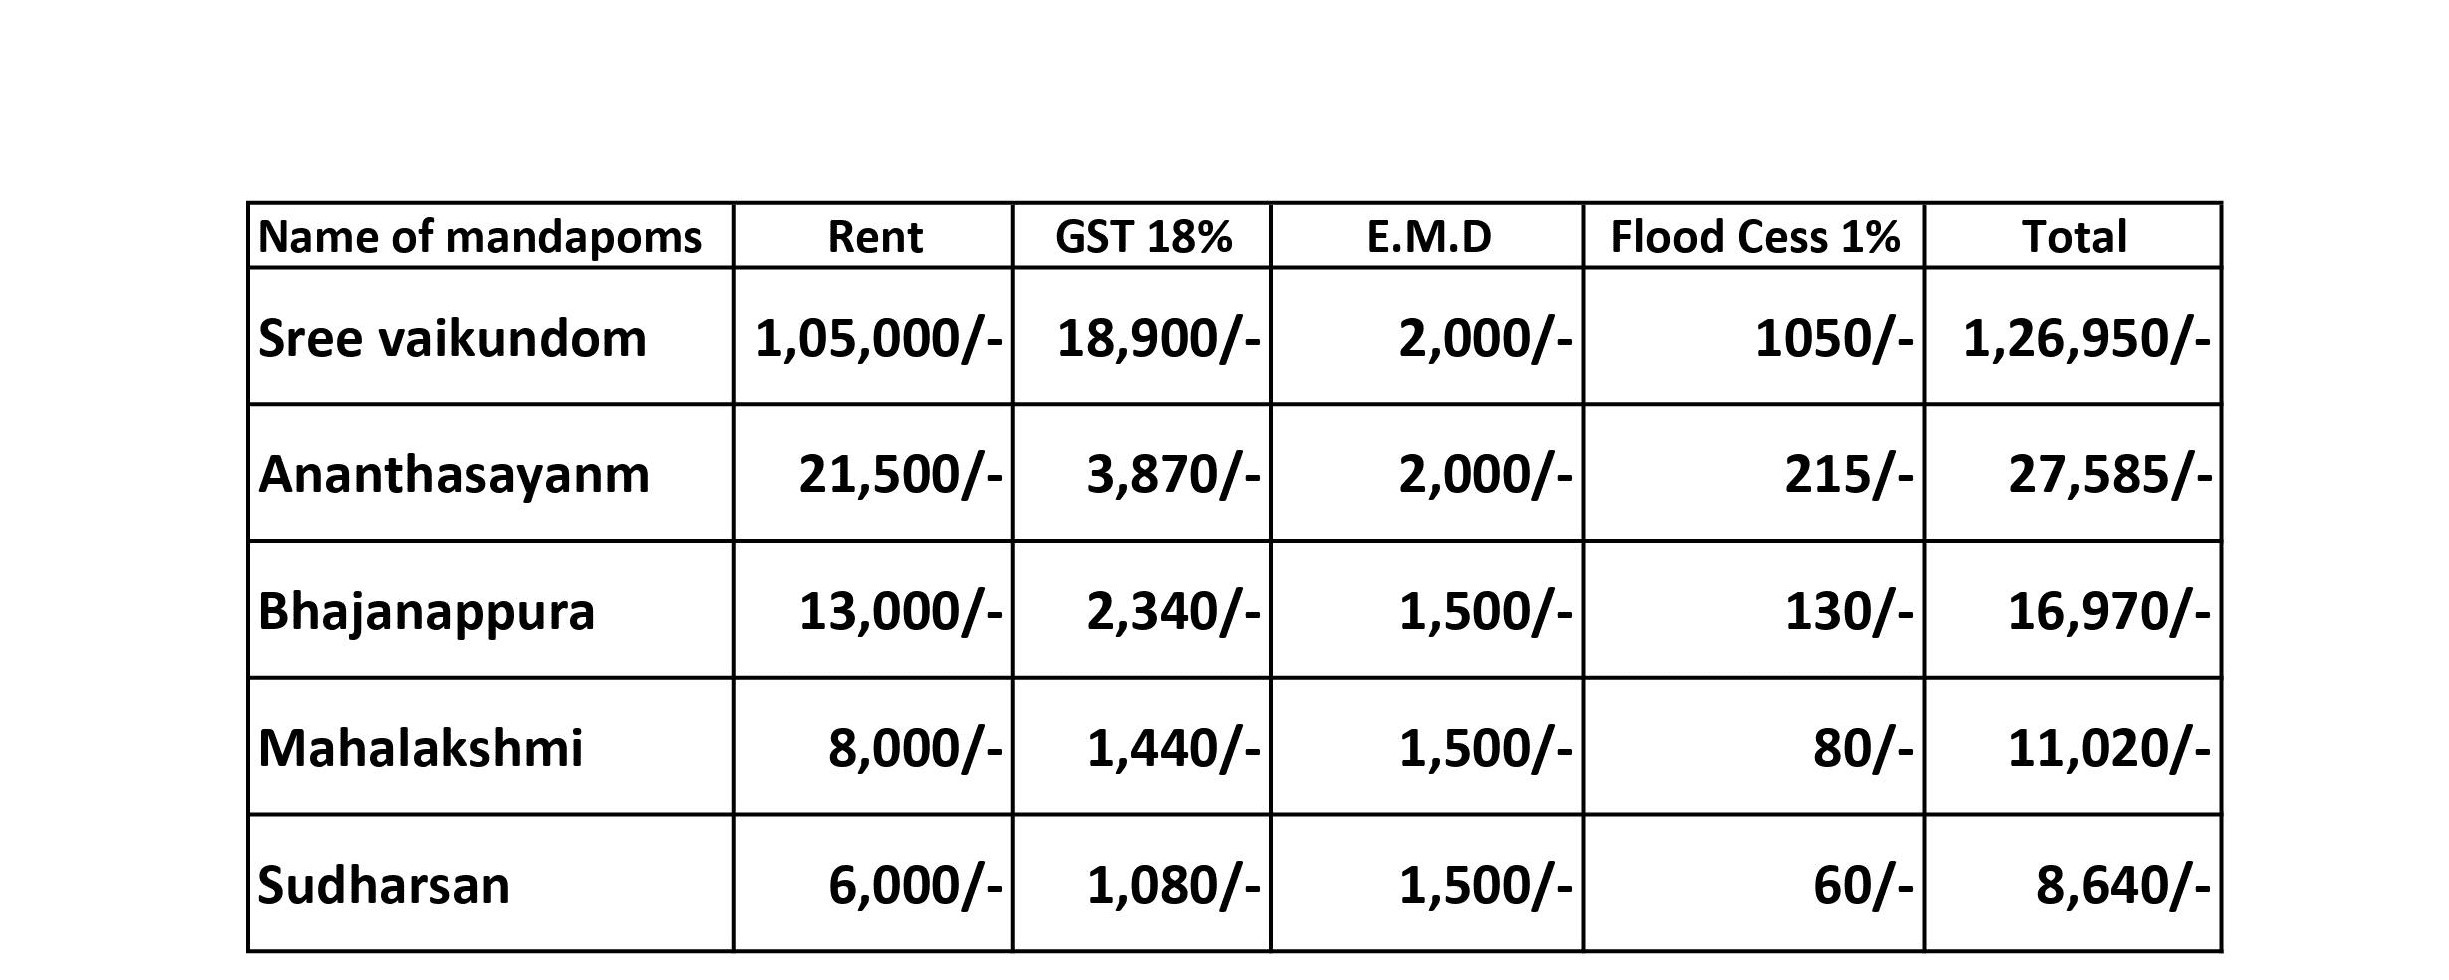 Name of mandapoms Rent GST 18% E.M.D Flood Cess 1% Total
Sree vaikundom 1,05,000/- 18,900/- 2,000/- 1050/- 1,26,950/-
Ananthasayanm 21,500/- 3,870/- 2,000/- 215/- 27,585/-
Bhajanappura 13,000/- 2,340/- 1,500/- 130/- 16,970/-
Mahalakshmi 8,000/- 1,440/- 1,500/- 80/- 11,020/-
Sudharsan 6,000/- 1,080/- 1,500/- 60/- 8,640/-